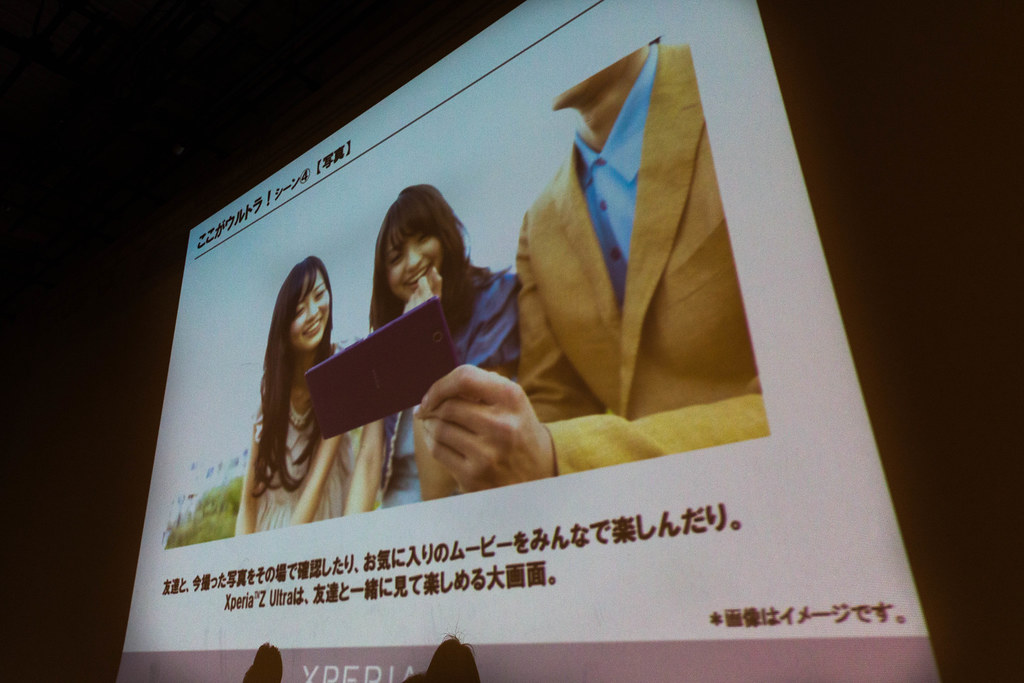 ここがウルトラ！シーン④【写真】
友達と、今撮った写真をその場で確認したり、お気に入りのムービーをみんなで楽しんだり。
Xperia™Z Ultraは、友達と一緒に見て楽しめる大画面。
＊画像はイメージです。
XPERIA